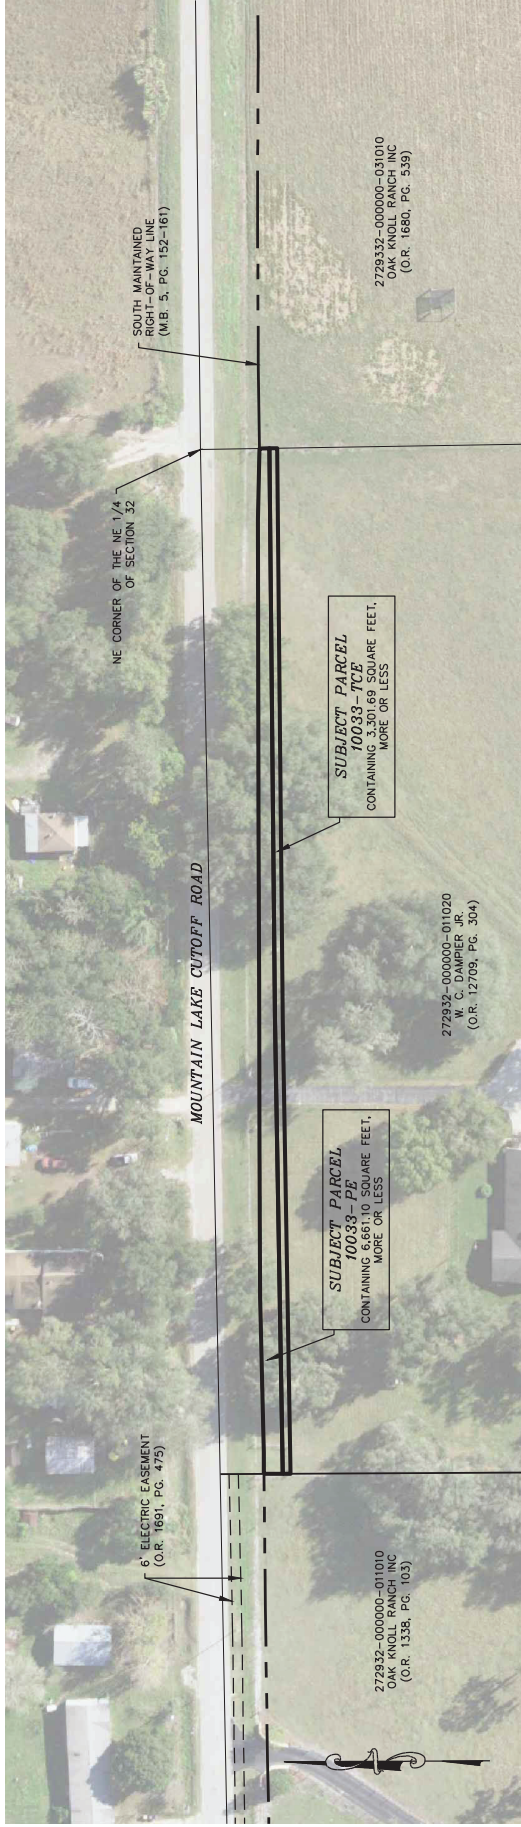 6' ELECTRIC EASEMENT
(O.R. 1691, PG. 475)
NE CORNER OF THE NE 1/4
OF SECTION 32
SOUTH MAINTAINED
RIGHT-OF-WAY LINE
(M.B. 5, PG. 152-161)
MOUNTAIN LAKE CUTOFF ROAD
SUBJECT PARCEL
10033-PE
CONTAINING 6,661.10 SQUARE FEET,
MORE OR LESS
SUBJECT PARCEL
10033-TCE
CONTAINING 3,301.69 SQUARE FEET,
MORE OR LESS
272932-000000-011010
OAK KNOLL RANCH INC
(O.R. 1338, PG. 103)
272932-000000-011020
W. C. DAMPIER JR.
(O.R. 12709, PG. 304)
2729332-000000-031010
OAK KNOLL RANCH INC
(O.R. 1680, PG. 539)